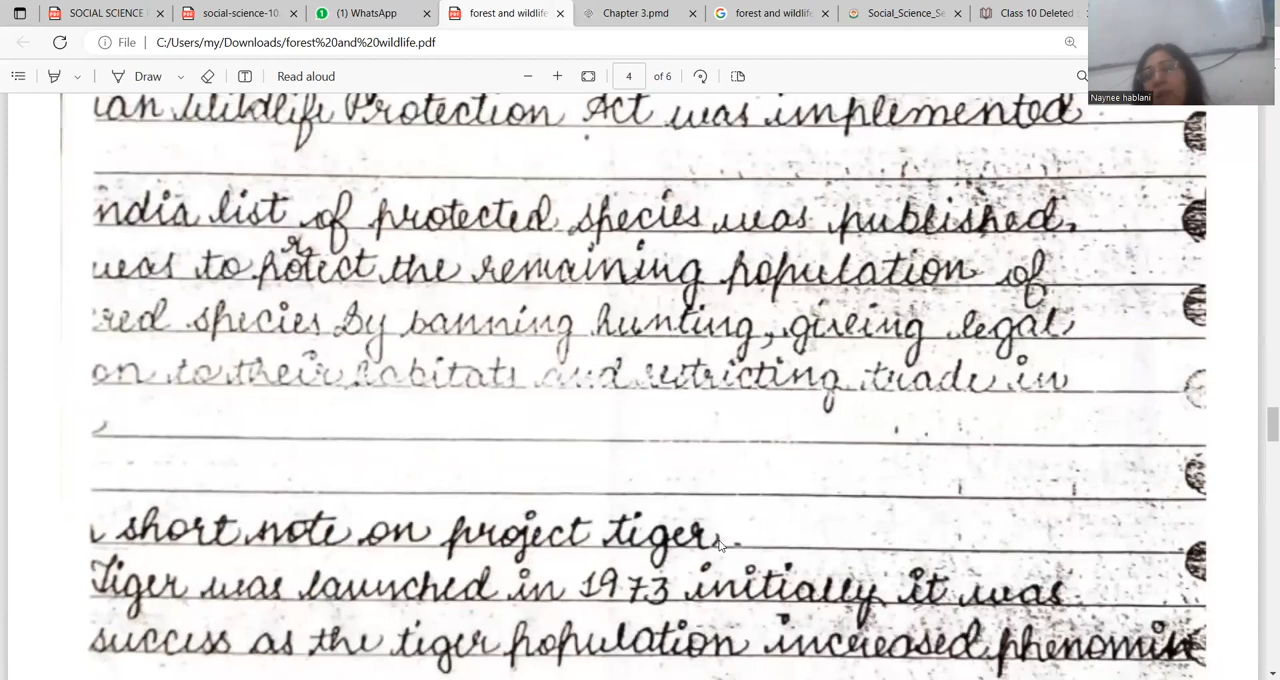 SOCIAL SCIENCE
social-science-10.
(1) WhatsApp
forest and wildlife
Chapter 3.pmd
forest and wildlife
Social_Science_Se
Class 10 Deleted
File C:/Users/my/Downloads/forest%20and%20wildlife.pdf
Draw
Read aloud
4 of 6
Naynee hablani
ian Wildlife Protection Act was implemented
ndia list of protected species was published,
was to protect the remaining population of
red species by banning hunting, giving legal
on to their habitats and restricting trade in
short note on project tiger.
Tiger was launched in 1973 initially it was
success as the tiger population increased phenomin